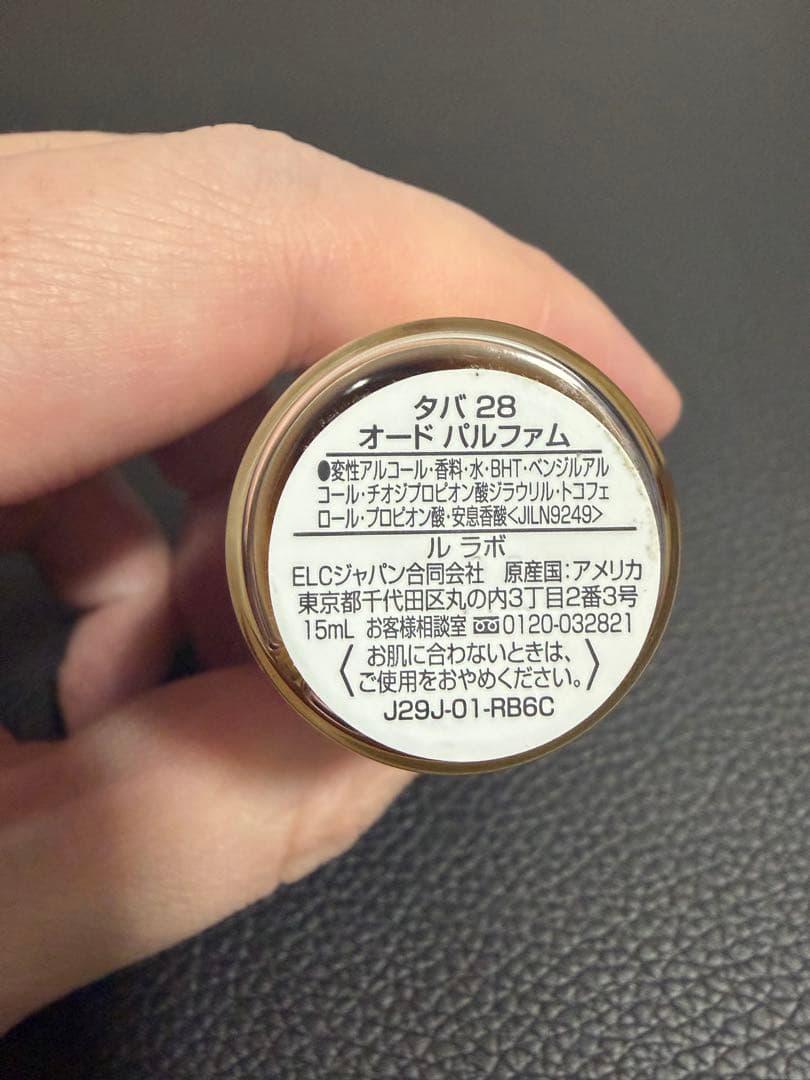 タバ 28
オード パルファム
●変性アルコール・香料・水・BHT・ベンジルアル
コール・チオジプロピオン酸ジラウリル・トコフェ
ロール・プロピオン酸・安息香酸<JILN9249>
ル ラボ
ELCジャパン合同会社 原産国:アメリカ
東京都千代田区丸の内3丁目2番3号
15mL お客様相談室 0120-032821
〈お肌に合わないときは、
ご使用をおやめください。〉
J29J-01-RB6C